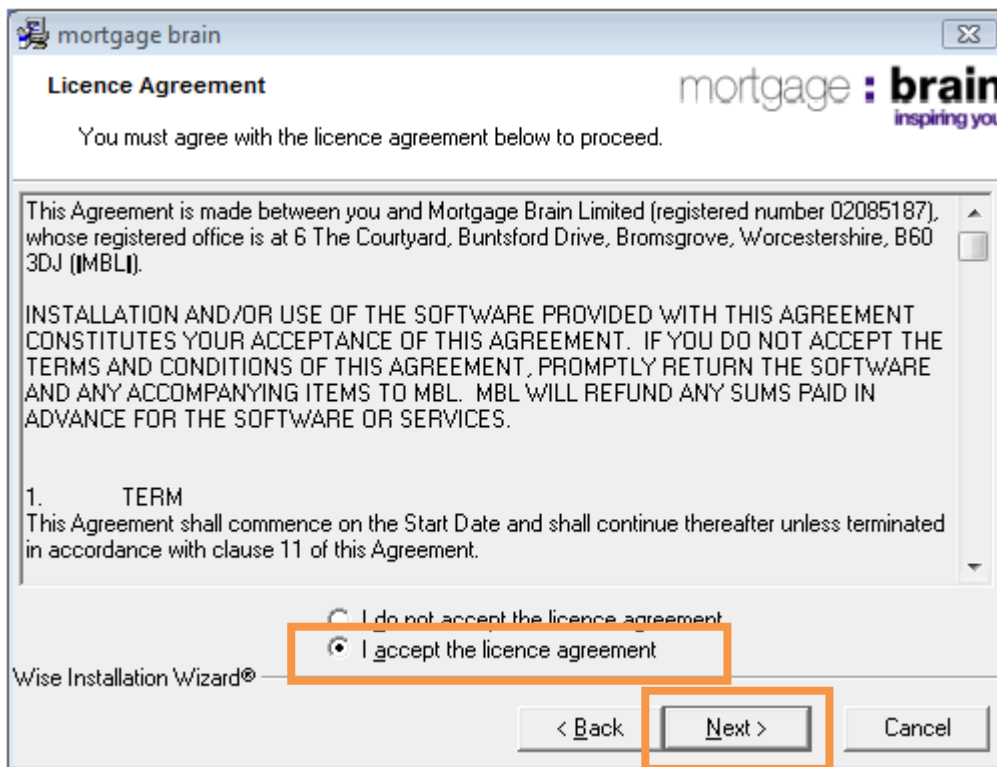 mortgage brain
Licence Agreement
mortgage : brain
inspiring you
You must agree with the licence agreement below to proceed.
This Agreement is made between you and Mortgage Brain Limited (registered number 02085187),
whose registered office is at 6 The Courtyard, Buntsford Drive, Bromsgrove, Worcestershire, B60
3DJ (❙MBL❙).
INSTALLATION AND/OR USE OF THE SOFTWARE PROVIDED WITH THIS AGREEMENT
CONSTITUTES YOUR ACCEPTANCE OF THIS AGREEMENT.  IF YOU DO NOT ACCEPT THE
TERMS AND CONDITIONS OF THIS AGREEMENT, PROMPTLY RETURN THE SOFTWARE
AND ANY ACCOMPANYING ITEMS TO MBL.  MBL WILL REFUND ANY SUMS PAID IN
ADVANCE FOR THE SOFTWARE OR SERVICES.
1. TERM
This Agreement shall commence on the Start Date and shall continue thereafter unless terminated
in accordance with clause 11 of this Agreement.
I do not accept the licence agreement
I accept the licence agreement
Wise Installation Wizard®
< Back
Next >
Cancel